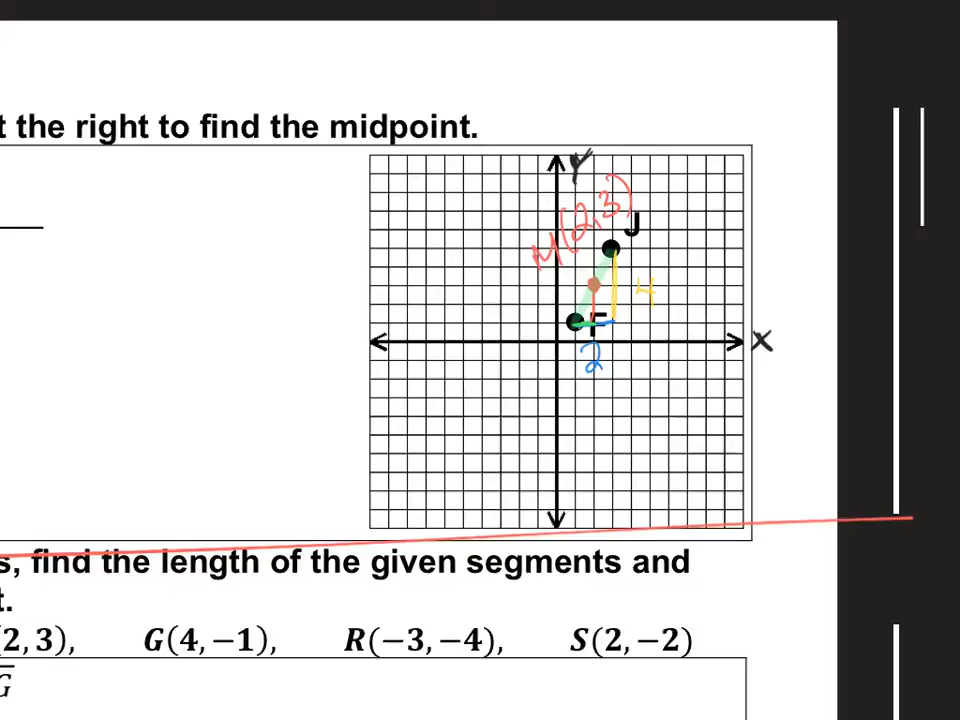 t the right to find the midpoint.
Y
M(2,3)
J
4
F
X
2
s, find the length of the given segments and
t.
(2, 3), G(4, −1), R(−3, −4), S(2, −2)
G